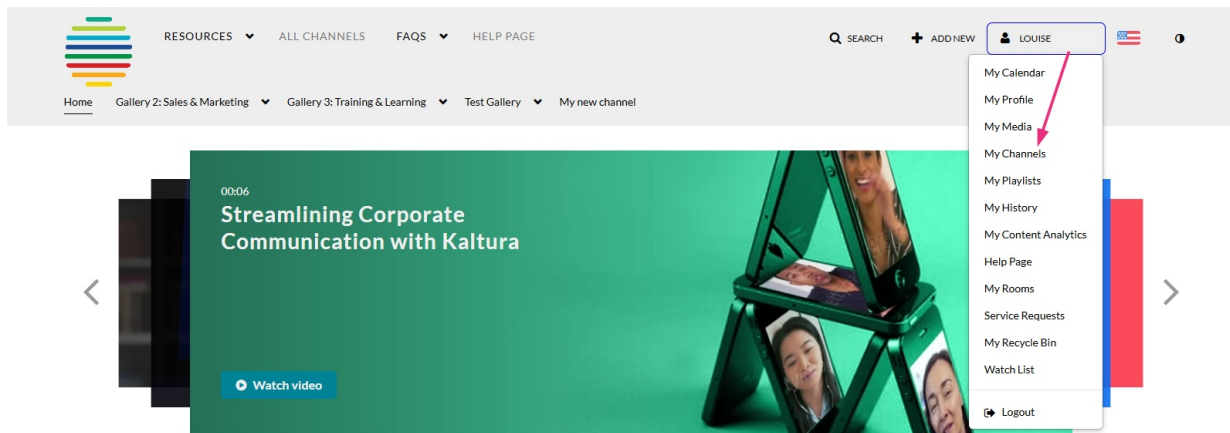 RESOURCES ALL CHANNELS FAQS HELP PAGE SEARCH ADD NEW LOUISE
Home Gallery 2: Sales & Marketing Gallery 3: Training & Learning Test Gallery My new channel
My Calendar
My Profile
My Media
My Channels
My Playlists
My History
My Content Analytics
Help Page
My Rooms
Service Requests
My Recycle Bin
Watch List
Logout
00:06
Streamlining Corporate
Communication with Kaltura
Watch video